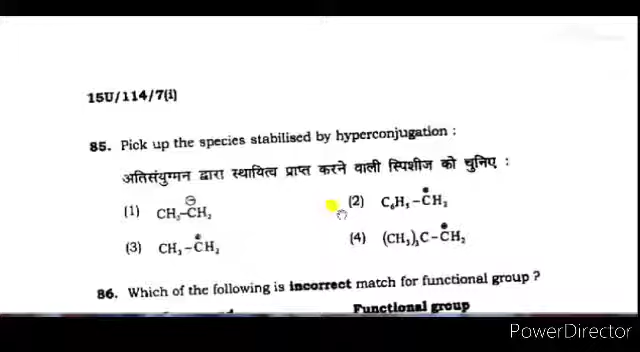 15U/114/7(i)
85. Pick up the species stabilised by hyperconjugation :
अतिसंयुग्मन द्वारा स्थायित्व प्राप्त करने वाली स्पिशीज को चुनिए :
(1) CH₃-C̊H₂ (2) C₆H₅-ĊH₂
(3) CH₃-ĊH₂ (4) (CH₃)₃C-ĊH₂
86. Which of the following is incorrect match for functional group ?
Functional group
PowerDirector